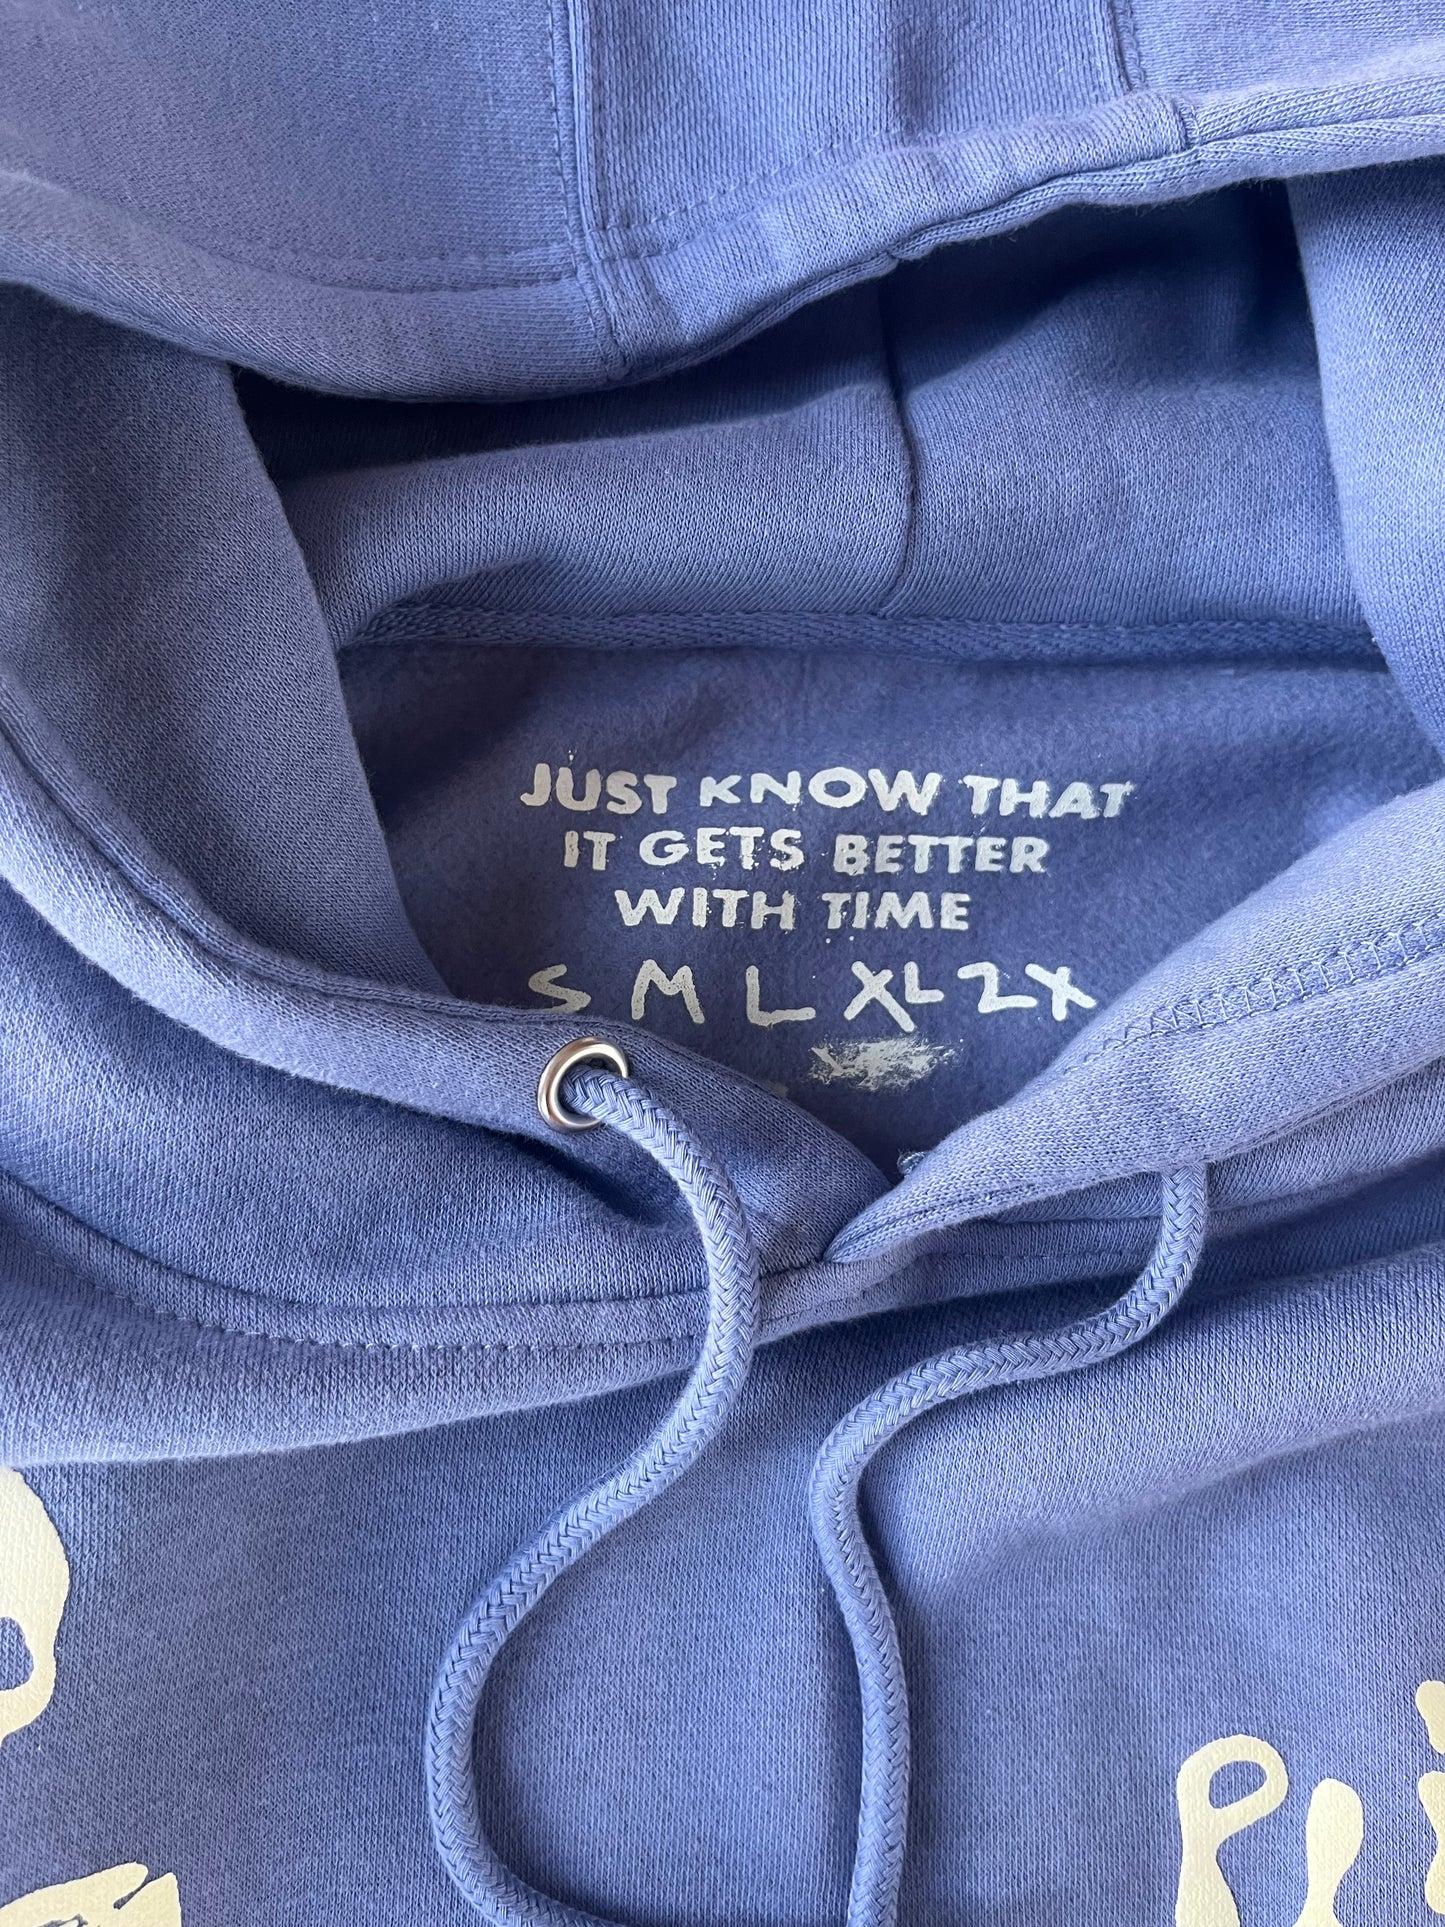 JUST KNOW THAT
IT GETS BETTER
WITH TIME
S M L XL 2X